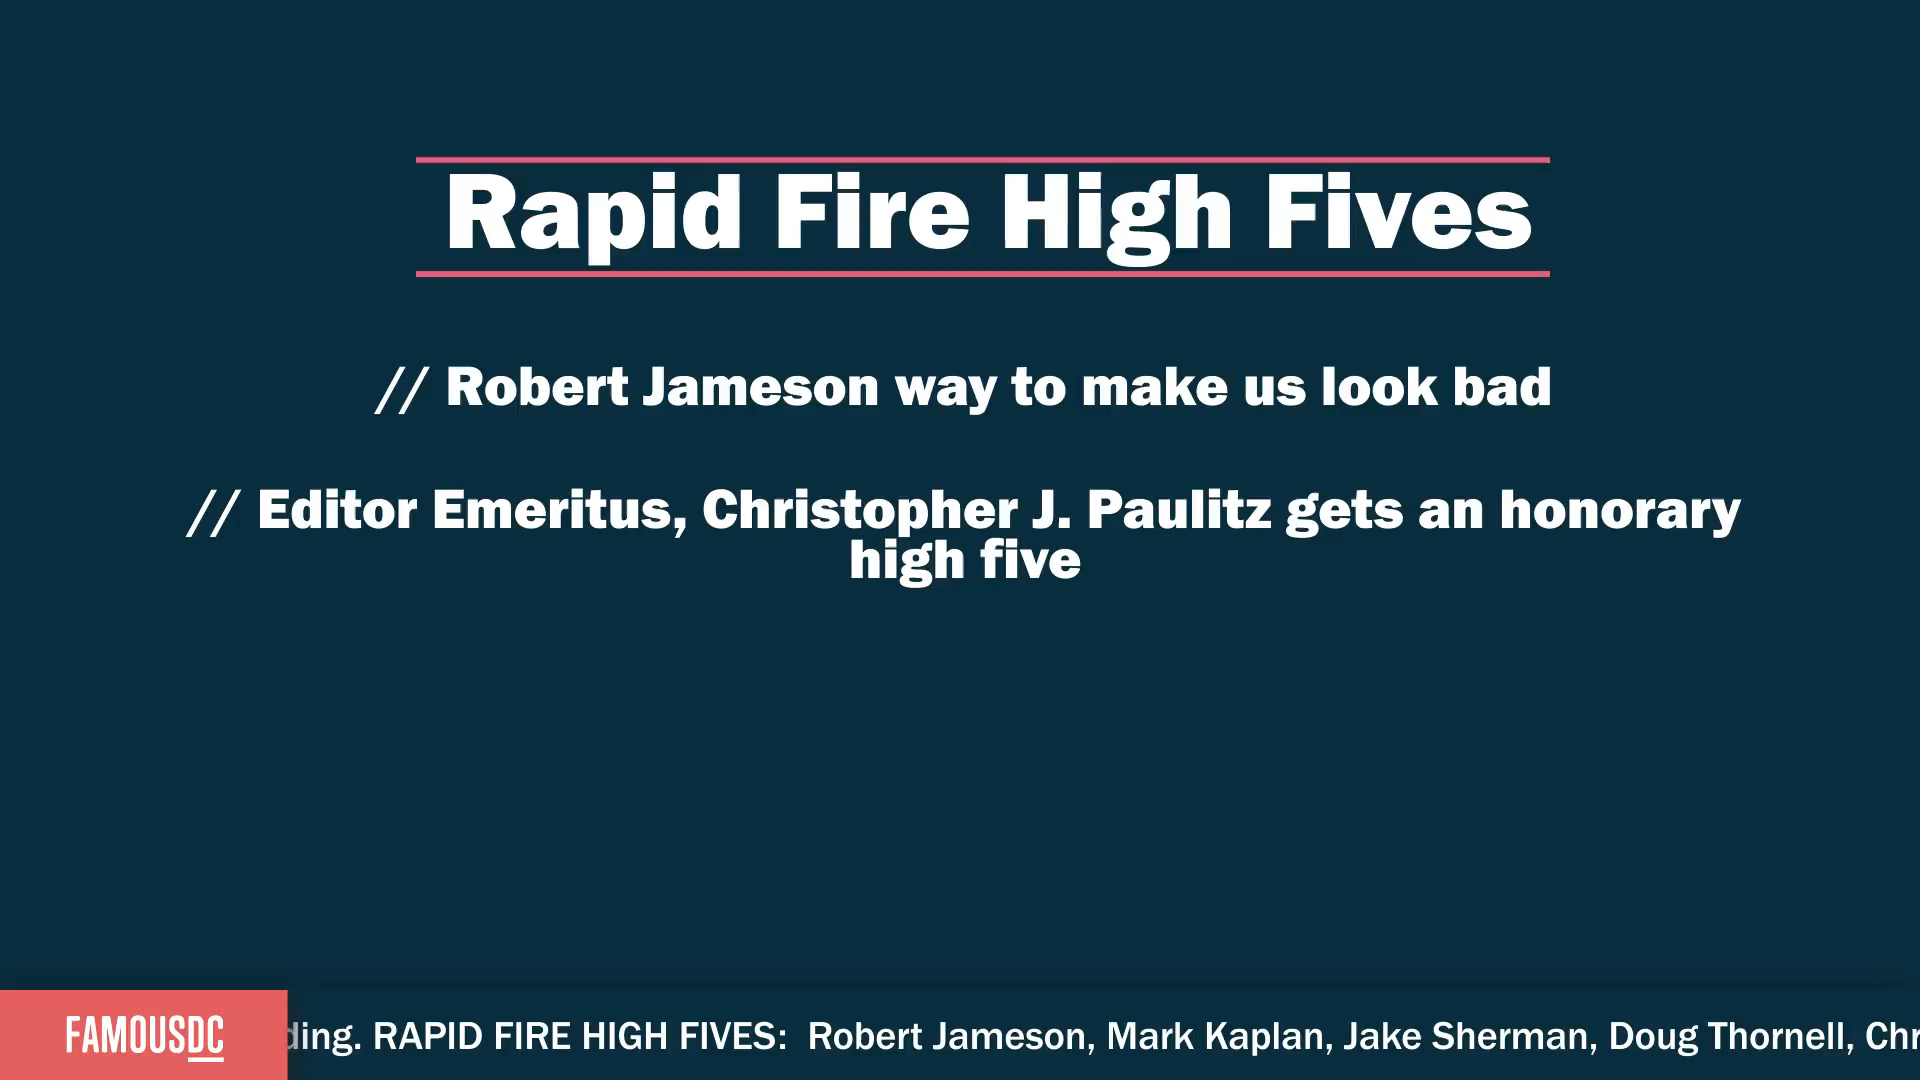 Rapid Fire High Fives
// Robert Jameson way to make us look bad
// Editor Emeritus, Christopher J. Paulitz gets an honorary
high five
FAMOUSDC
ding. RAPID FIRE HIGH FIVES: Robert Jameson, Mark Kaplan, Jake Sherman, Doug Thornell, Chr